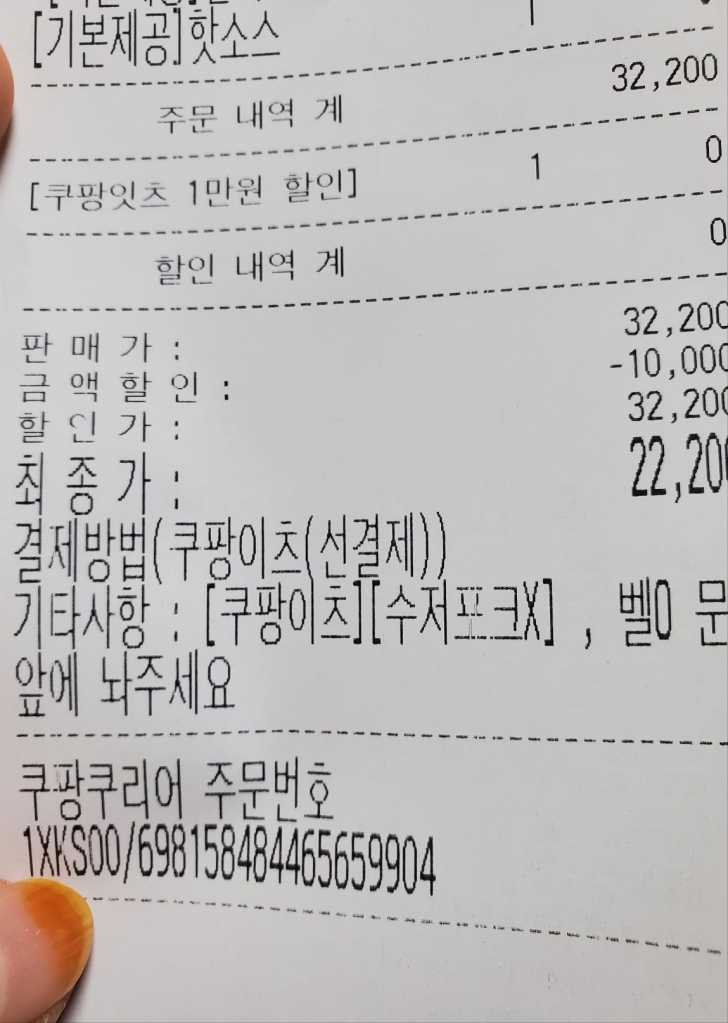 [기본제공]핫소스 1
주문 내역 계 32,200
[쿠팡잇츠 1만원 할인] 1 0
할인 내역 계 0
판 매 가 : 32,200
금 액 할 인 : -10,000
할 인 가 : 32,200
최 종 가 : 22,200
결제방법(쿠팡이츠(선결제))
기타사항 : [쿠팡이츠][수저포크X] , 벨0 문
앞에 놔주세요
쿠팡쿠리어 주문번호
1XKS00/698158484465659904